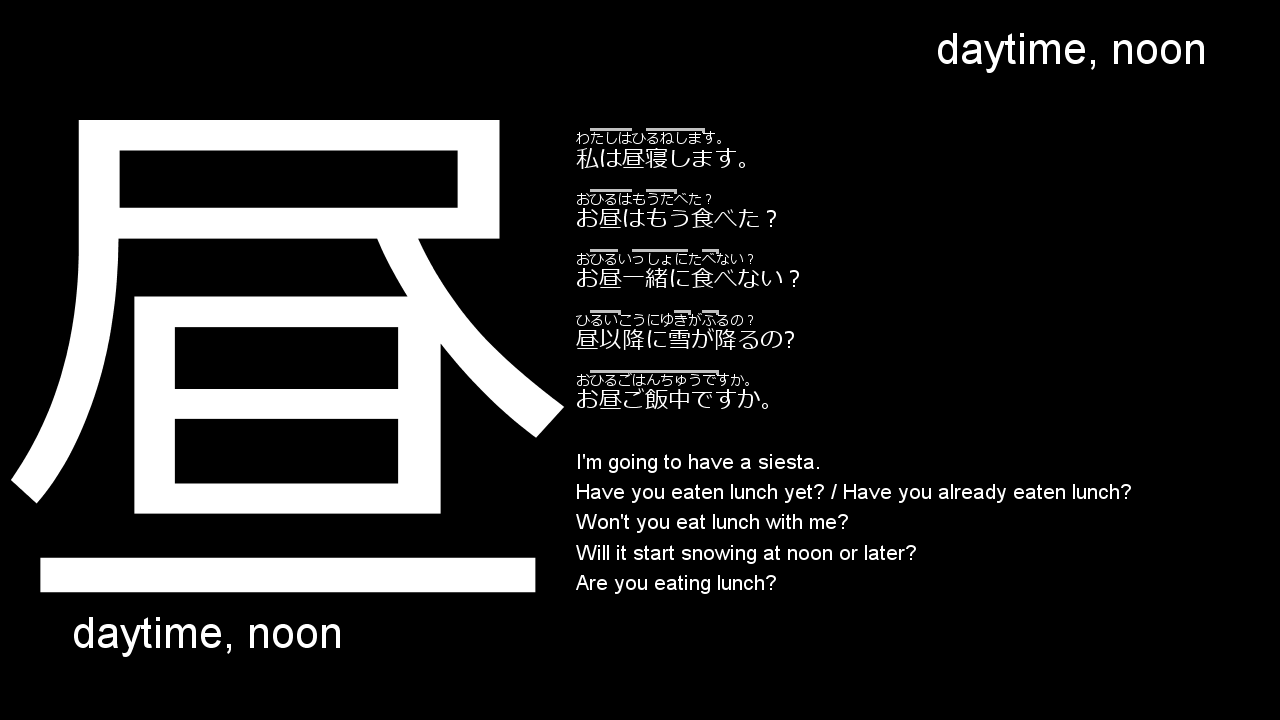 daytime, noon
昼
わたしはひるねします。
私は昼寝します。
おひるはもうたべた？
お昼はもう食べた？
おひるいっしょにたべない？
お昼一緒に食べない？
ひるいこうにゆきがふるの？
昼以降に雪が降るの?
おひるごはんちゅうですか。
お昼ご飯中ですか。
I'm going to have a siesta.
Have you eaten lunch yet? / Have you already eaten lunch?
Won't you eat lunch with me?
Will it start snowing at noon or later?
Are you eating lunch?
daytime, noon